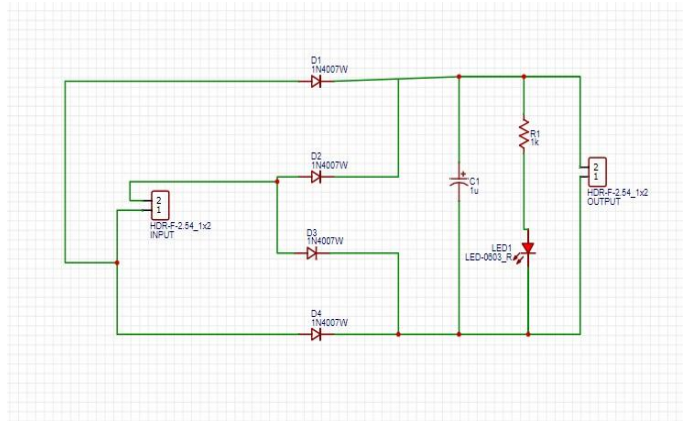 D1
1N4007W
D2
1N4007W
2
1
HDR-F-2.54_1x2
INPUT
D3
1N4007W
D4
1N4007W
C1
1u
R1
1k
LED1
LED-0603_R
2
1
HDR-F-2.54_1x2
OUTPUT